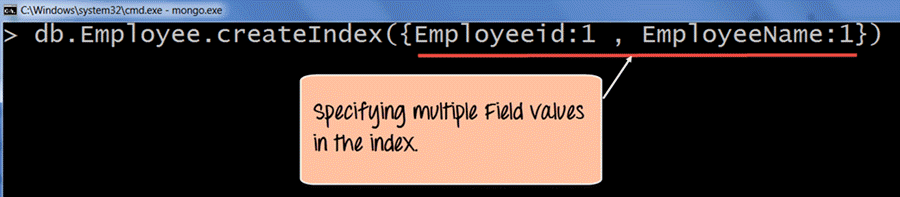 C:\Windows\system32\cmd.exe - mongo.exe
> db.Employee.createIndex({Employeeid:1 , EmployeeName:1})
Specifying multiple Field Values
in the index.